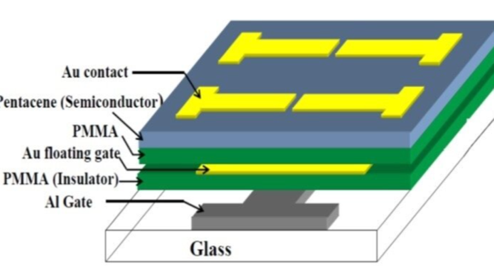 Au contact
Pentacene (Semiconductor)
PMMA
Au floating gate
PMMA (Insulator)
Al Gate
Glass